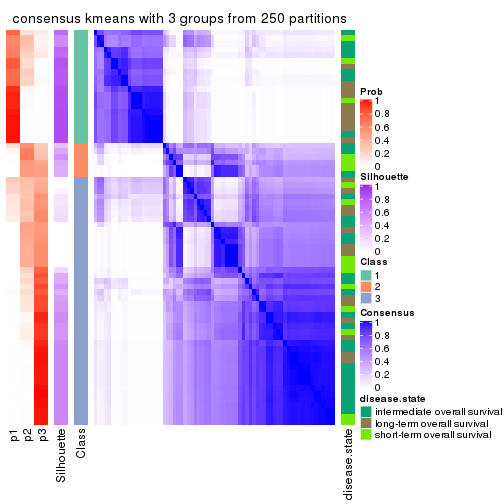 consensus kmeans with 3 groups from 250 partitions
Prob
1
0.8
0.6
0.4
0.2
0
Silhouette
1
0.8
0.6
0.4
0.2
0
Class
1
2
3
Consensus
1
0.8
0.6
0.4
0.2
0
disease.state
intermediate overall survival
long-term overall survival
short-term overall survival
p1
p2
p3
Silhouette
Class
disease.state